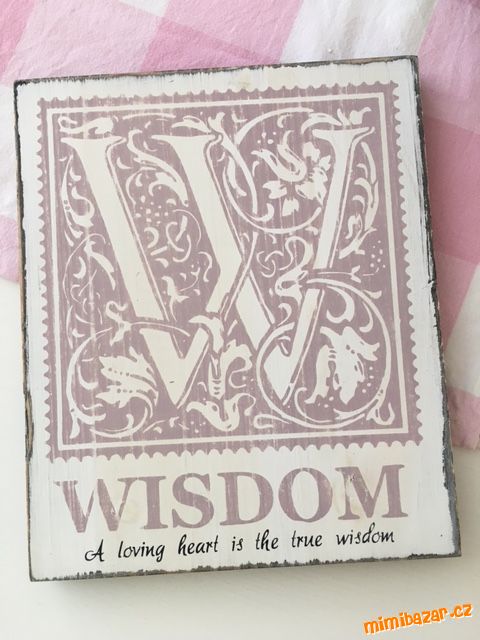 W
WISDOM
A loving heart is the true wisdom
mimibazar.cz